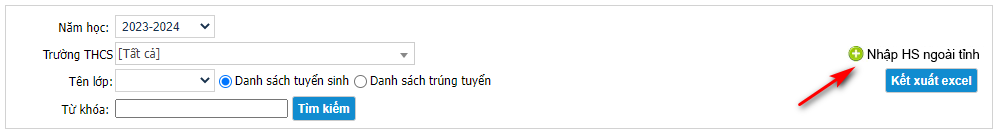 Năm học: 2023-2024
Trường THCS [Tất cả]
Nhập HS ngoài tỉnh
Tên lớp: Danh sách tuyển sinh Danh sách trúng tuyển
Kết xuất excel
Từ khóa: Tìm kiếm